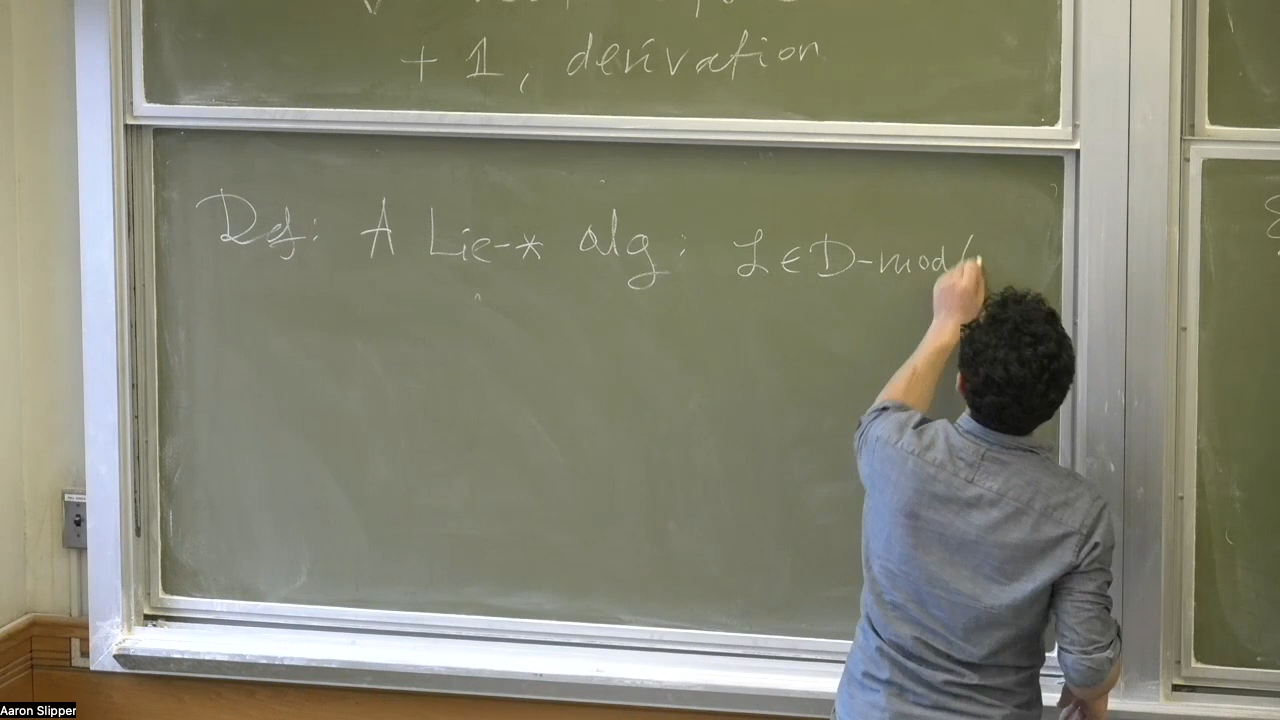 + 1, derivation
Def: A Lie-* alg: L ∈ D-mod(
Aaron Slipper